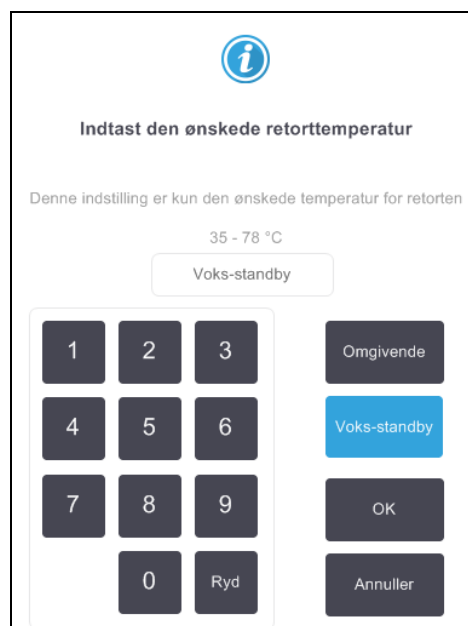 i
Indtast den ønskede retorttemperatur
Denne indstilling er kun den ønskede temperatur for retorten
35 - 78 °C
Voks-standby
1 2 3 Omgivende
4 5 6 Voks-standby
7 8 9 OK
0 Ryd Annuller